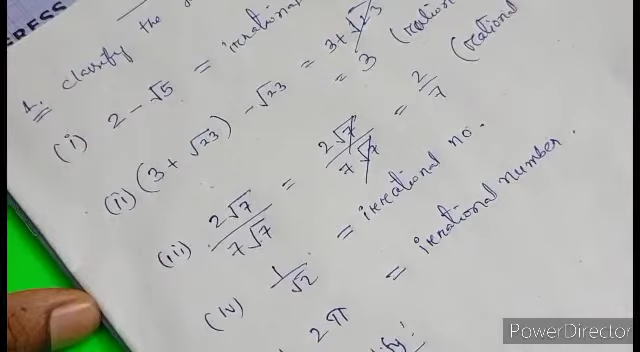 PRESS
1. classify the
(i) 2 - √5 = irrational
(ii) (3 + √23) - √23 = 3 + √23
= 3 (rational
(iii) 2√7 / 7√7 = 2√7 / 7√7 = 2/7 (rational
(iv) 1/√2 = irrational no.
2π = irrational number.
PowerDirector